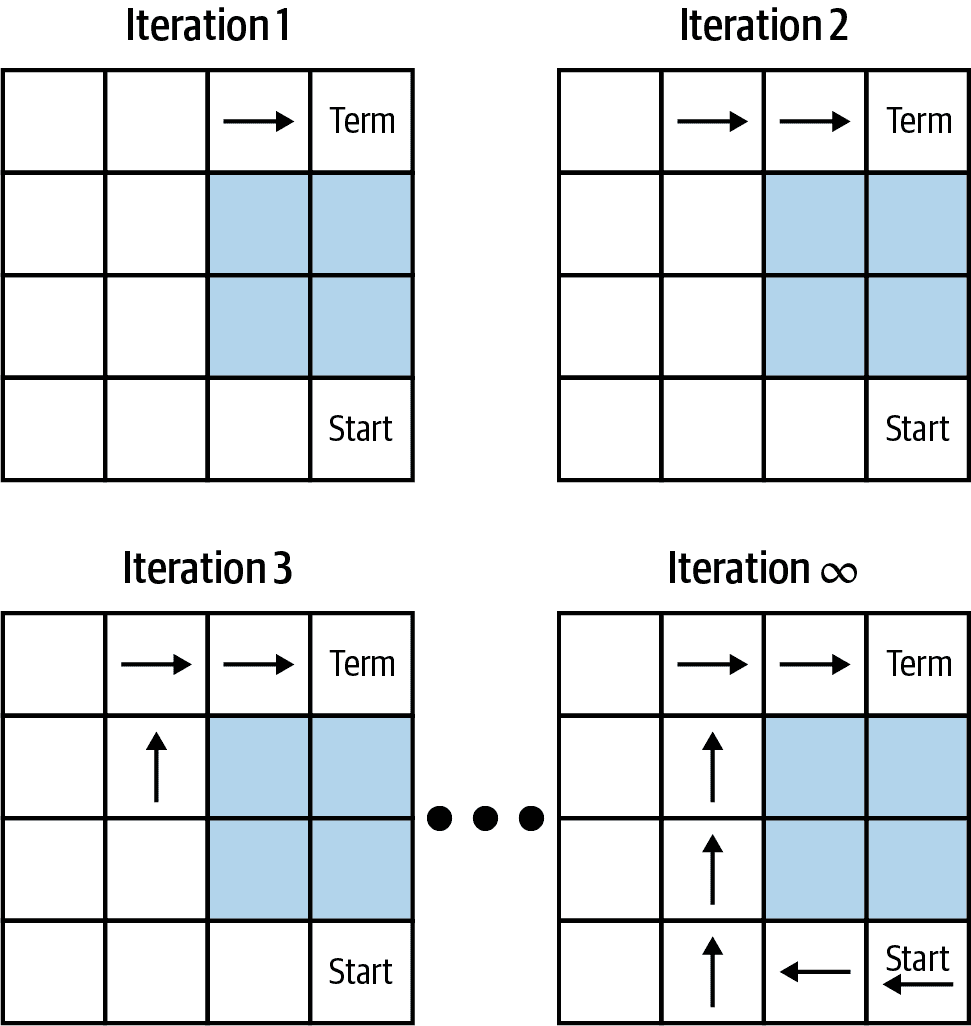 Iteration 1
Iteration 2
Term
Term
Start
Start
Iteration 3
Iteration ∞
Term
Term
Start
Start